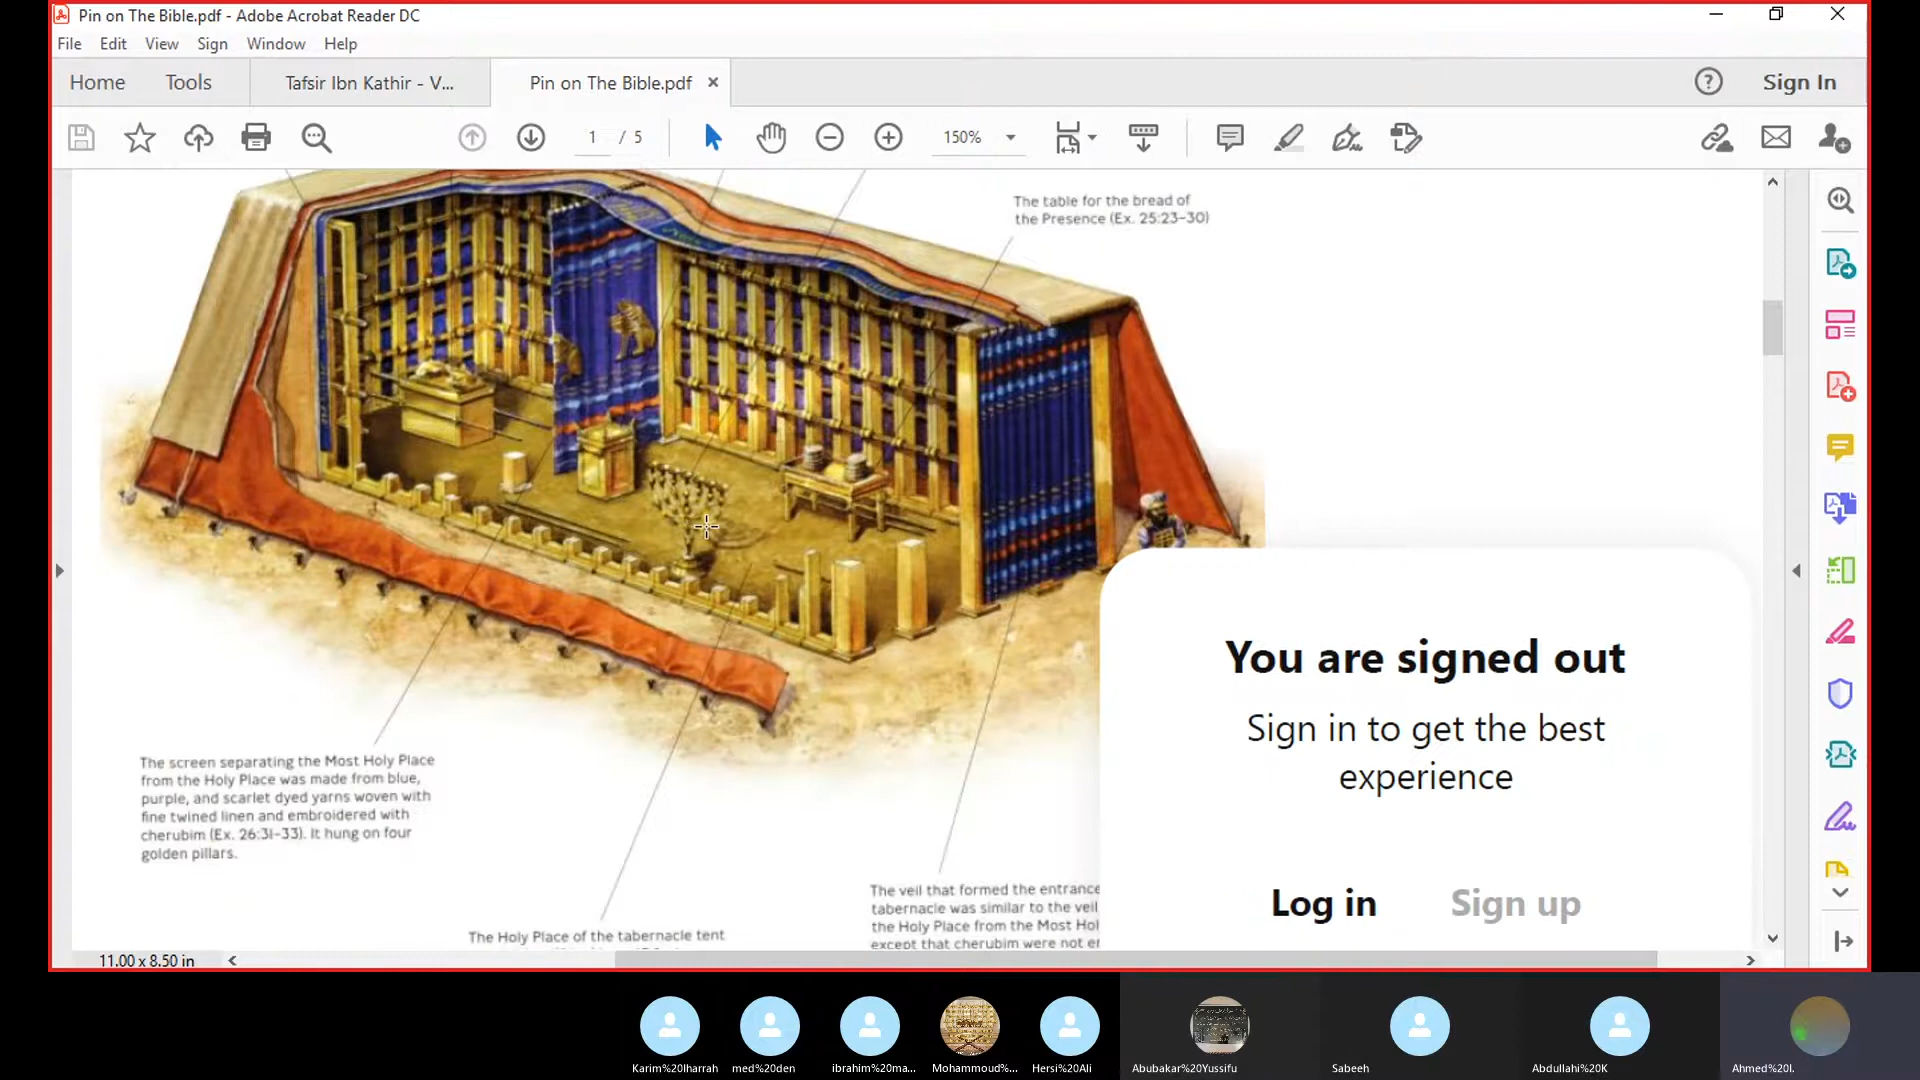 Pin on The Bible.pdf - Adobe Acrobat Reader DC
File Edit View Sign Window Help
Home Tools Tafsir Ibn Kathir - V... Pin on The Bible.pdf Sign In
1 / 5 150%
The table for the bread of
the Presence (Ex. 25:23-30)
The screen separating the Most Holy Place
from the Holy Place was made from blue,
purple, and scarlet dyed yarns woven with
fine twined linen and embroidered with
cherubim (Ex. 26:31-33). It hung on four
golden pillars.
The Holy Place of the tabernacle tent
The veil that formed the entrance
tabernacle was similar to the veil
the Holy Place from the Most Hol
except that cherubim were not er
You are signed out
Sign in to get the best
experience
Log in Sign up
11.00 x 8.50 in
Karim%20Iharrah med%20den ibrahim%20ma... Mohammoud%... Hersi%20Ali Abubakar%20Yussifu Sabeeh Abdullahi%20K Ahmed%20I.